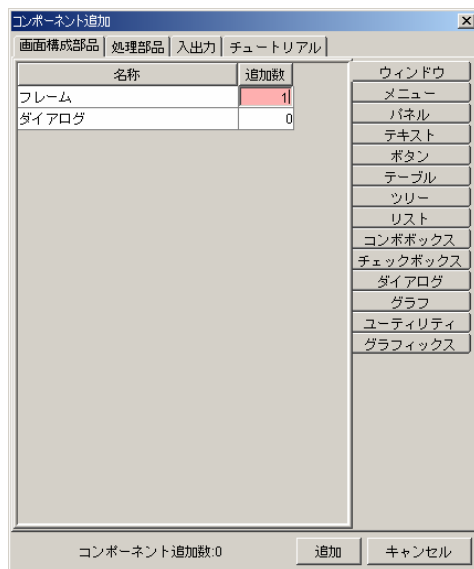 コンポーネント追加
画面構成部品 処理部品 入出力 チュートリアル
名称 追加数
フレーム 1
ダイアログ 0
ウィンドウ
メニュー
パネル
テキスト
ボタン
テーブル
ツリー
リスト
コンボボックス
チェックボックス
ダイアログ
グラフ
ユーティリティ
グラフィックス
コンポーネント追加数:0 追加 キャンセル